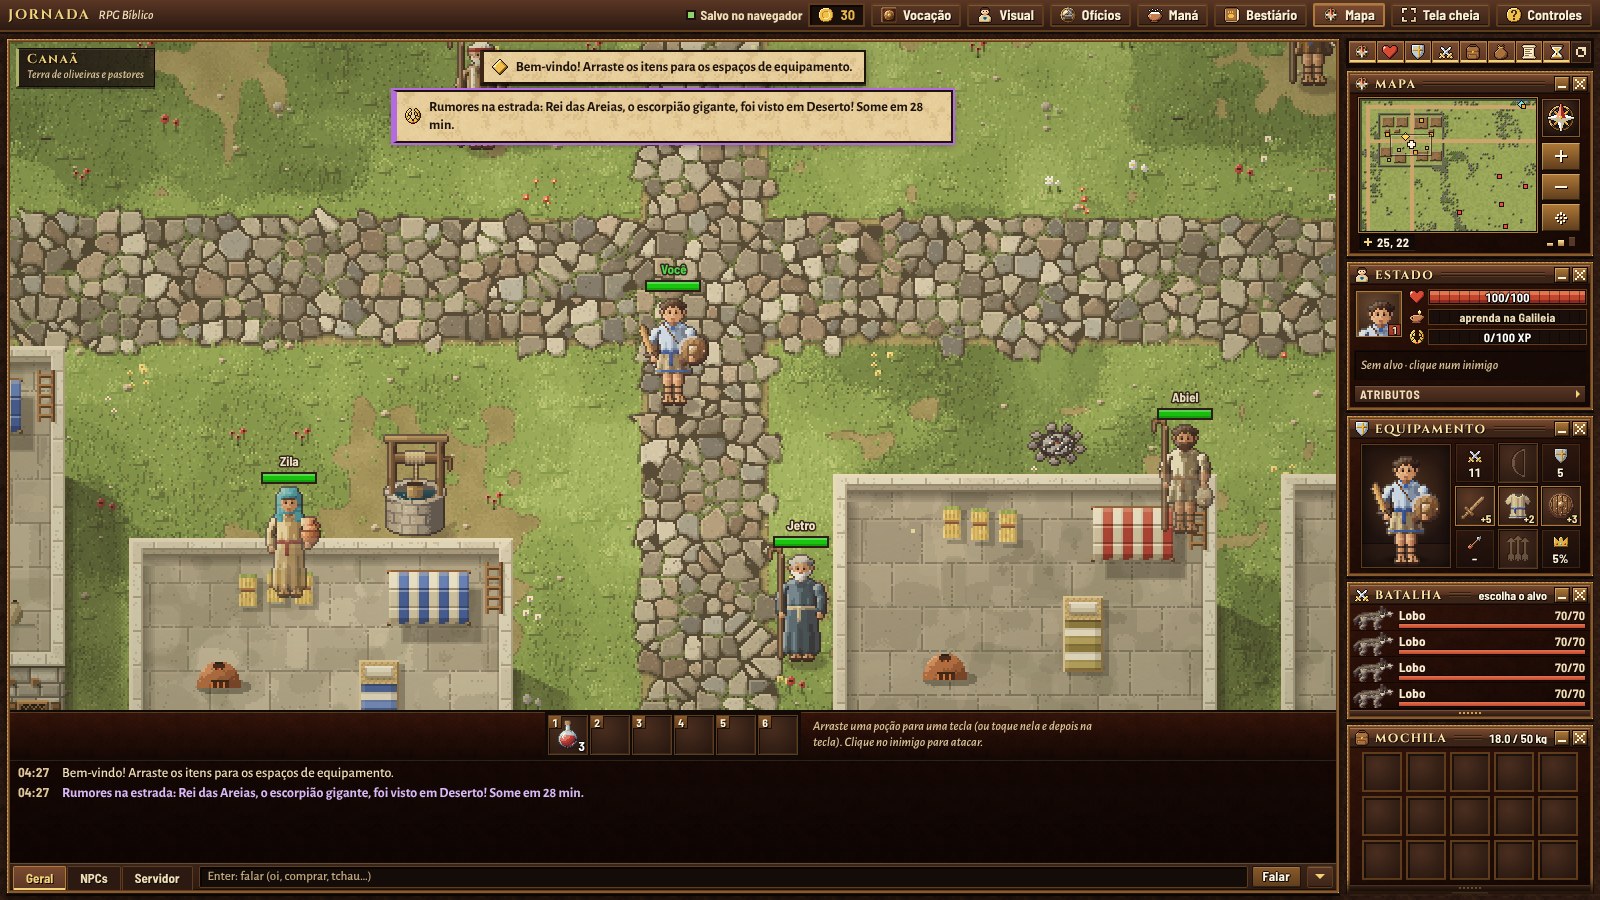 JORNADA RPG Bíblico
Salvo no navegador
30
Vocação
Visual
Ofícios
Maná
Bestiário
Mapa
Tela cheia
Controles
CANAÃ
Terra de oliveiras e pastores
Bem-vindo! Arraste os itens para os espaços de equipamento.
Rumores na estrada: Rei das Areias, o escorpião gigante, foi visto em Deserto! Some em 28
min.
Você
Zila
Jetro
Abiel
MAPA
25, 22
ESTADO
1
100/100
aprenda na Galileia
0/100 XP
Sem alvo · clique num inimigo
ATRIBUTOS
EQUIPAMENTO
11
5
+5
+2
+3
-
5%
BATALHA escolha o alvo
Lobo 70/70
Lobo 70/70
Lobo 70/70
Lobo 70/70
MOCHILA 18.0 / 50 kg
1
3
2
3
4
5
6
Arraste uma poção para uma tecla (ou toque nela e depois na
tecla). Clique no inimigo para atacar.
04:27 Bem-vindo! Arraste os itens para os espaços de equipamento.
04:27 Rumores na estrada: Rei das Areias, o escorpião gigante, foi visto em Deserto! Some em 28 min.
Geral
NPCs
Servidor
Enter: falar (oi, comprar, tchau...)
Falar